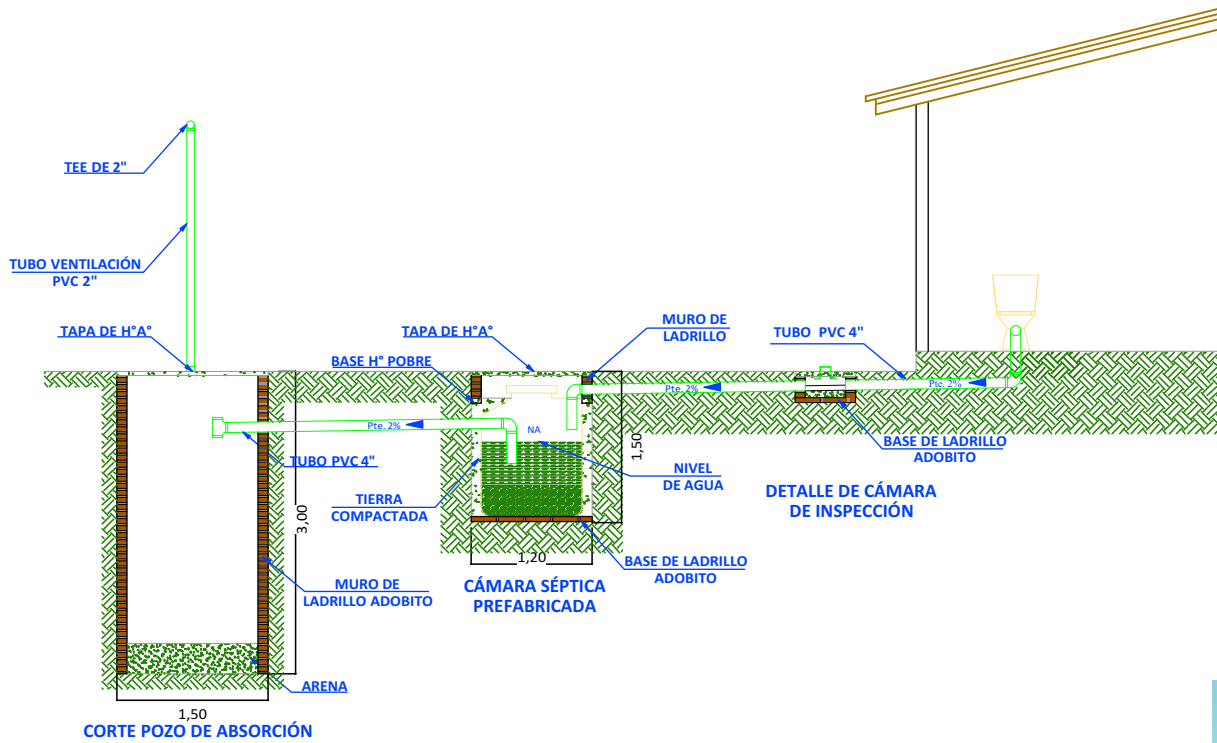 TEE DE 2"
TUBO VENTILACIÓN
PVC 2"
TAPA DE H°A°
TAPA DE H°A°
BASE H° POBRE
MURO DE
LADRILLO
TUBO PVC 4"
Pte. 2%
Pte. 2%
Pte. 2%
NA
TUBO PVC 4"
TIERRA
COMPACTADA
NIVEL
DE AGUA
1,50
BASE DE LADRILLO
ADOBITO
DETALLE DE CÁMARA
DE INSPECCIÓN
3,00
1,20
BASE DE LADRILLO
ADOBITO
CÁMARA SÉPTICA
PREFABRICADA
MURO DE
LADRILLO ADOBITO
ARENA
1,50
CORTE POZO DE ABSORCIÓN